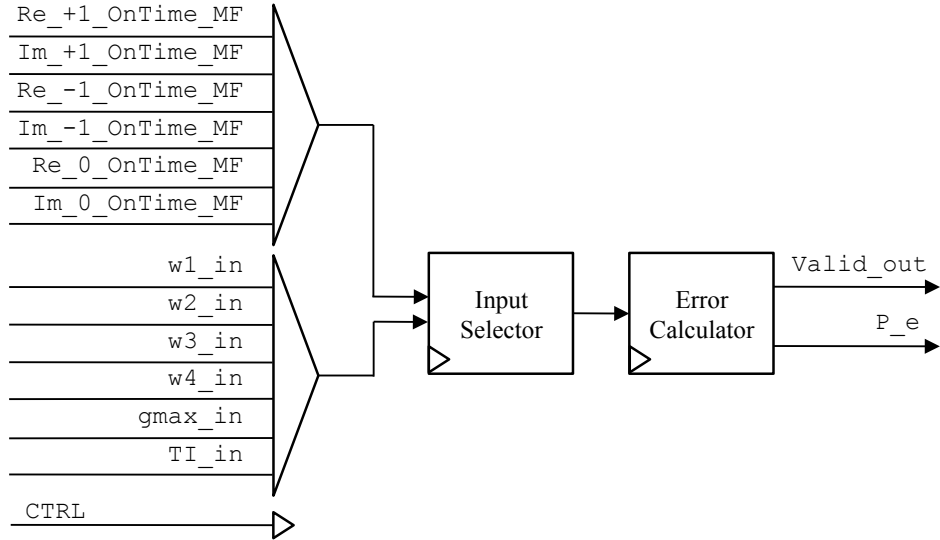 Re_+1_OnTime_MF
Im_+1_OnTime_MF
Re_-1_OnTime_MF
Im_-1_OnTime_MF
Re_0_OnTime_MF
Im_0_OnTime_MF
w1_in
w2_in
w3_in
w4_in
gmax_in
TI_in
CTRL
Input
Selector
Error
Calculator
Valid_out
P_e